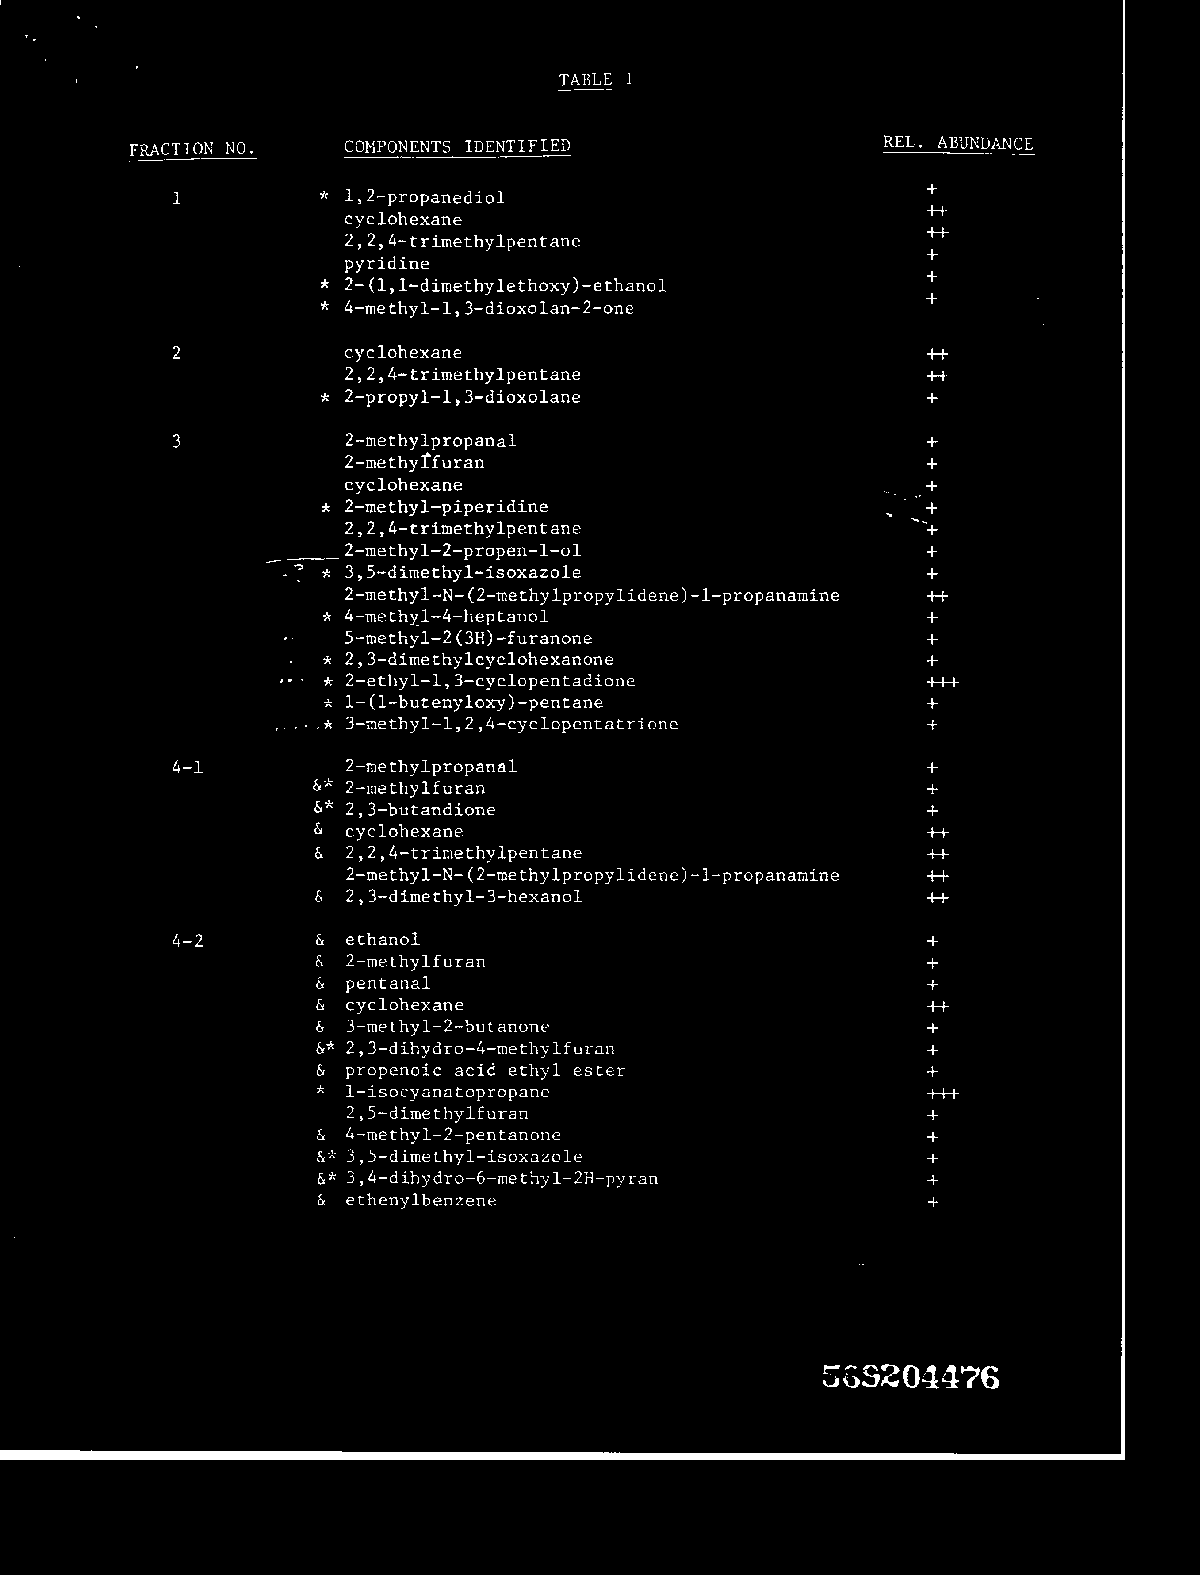 TABLE 1
FRACTION NO. COMPONENTS IDENTIFIED REL. ABUNDANCE
1 * 1,2-propanediol +
cyclohexane ++
2,2,4-trimethylpentane ++
pyridine +
* 2-(1,1-dimethylethoxy)-ethanol +
* 4-methyl-1,3-dioxolan-2-one +
2 cyclohexane ++
2,2,4-trimethylpentane ++
* 2-propyl-1,3-dioxolane +
3 2-methylpropanal +
2-methylfuran +
cyclohexane +
* 2-methyl-piperidine +
2,2,4-trimethylpentane +
2-methyl-2-propen-1-ol +
* 3,5-dimethyl-isoxazole +
2-methyl-N-(2-methylpropylidene)-1-propanamine ++
* 4-methyl-4-heptanol +
5-methyl-2(3H)-furanone +
* 2,3-dimethylcyclohexanone +
* 2-ethyl-1,3-cyclopentadione +++
* 1-(1-butenyloxy)-pentane +
* 3-methyl-1,2,4-cyclopentatrione +
4-1 2-methylpropanal +
&* 2-methylfuran +
&* 2,3-butandione +
& cyclohexane ++
& 2,2,4-trimethylpentane ++
2-methyl-N-(2-methylpropylidene)-1-propanamine ++
& 2,3-dimethyl-3-hexanol ++
4-2 & ethanol +
& 2-methylfuran +
& pentanal +
& cyclohexane ++
& 3-methyl-2-butanone +
&* 2,3-dihydro-4-methylfuran +
& propenoic acid ethyl ester +
* 1-isocyanatopropane +++
2,5-dimethylfuran +
& 4-methyl-2-pentanone +
&* 3,5-dimethyl-isoxazole +
&* 3,4-dihydro-6-methyl-2H-pyran +
& ethenylbenzene +
56S204476